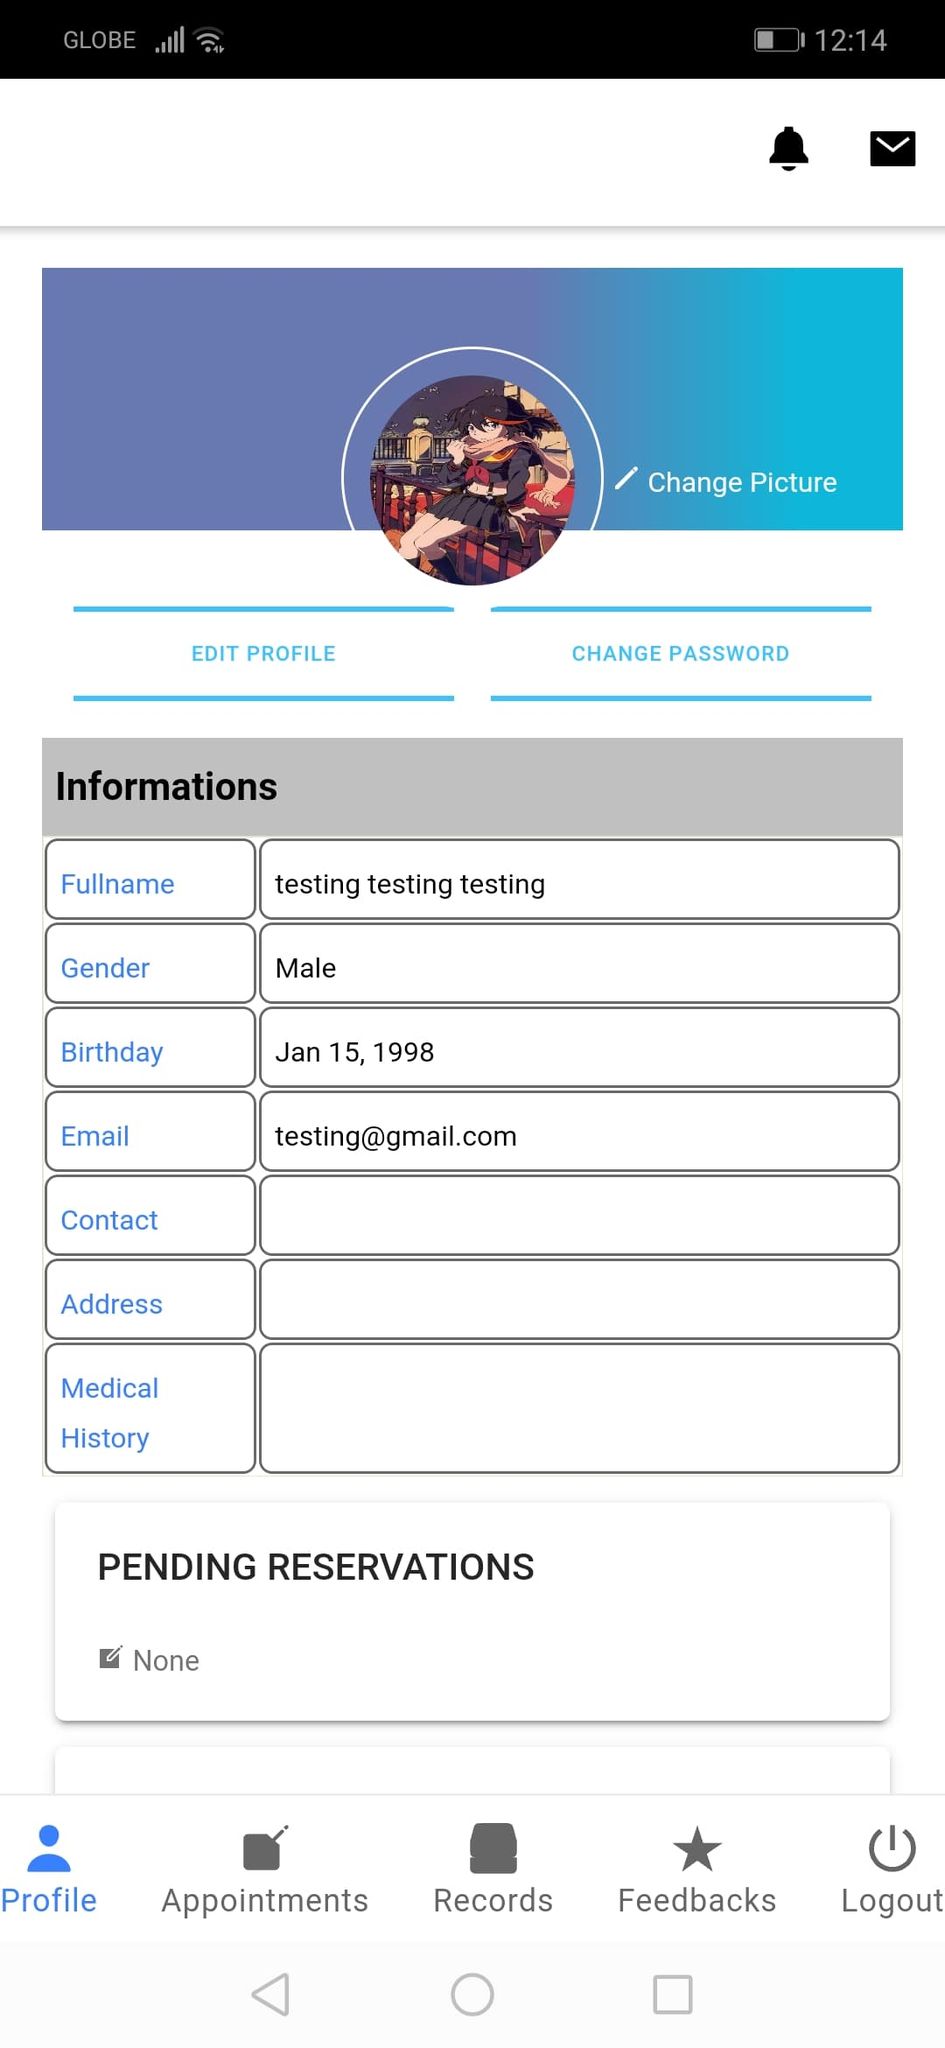 GLOBE 12:14
Change Picture
EDIT PROFILE CHANGE PASSWORD
Informations
Fullname testing testing testing
Gender Male
Birthday Jan 15, 1998
Email testing@gmail.com
Contact
Address
Medical
History
PENDING RESERVATIONS
None
Profile Appointments Records Feedbacks Logout